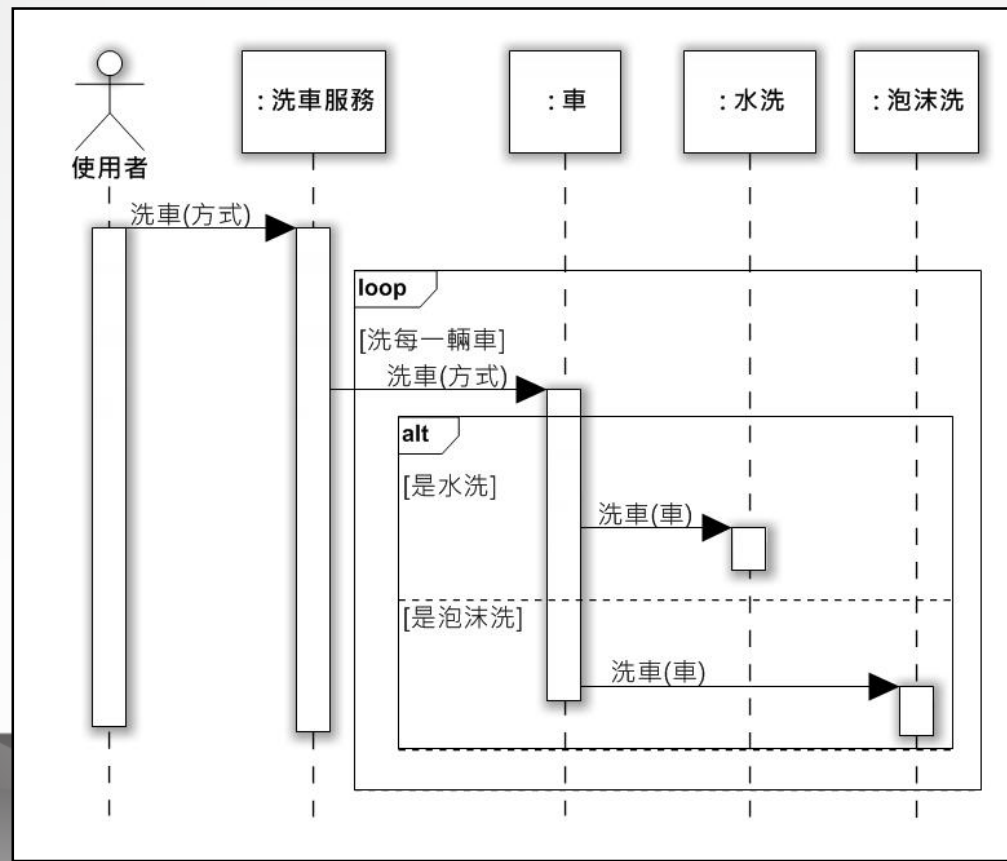 使用者
: 洗車服務
: 車
: 水洗
: 泡沫洗
洗車(方式)
loop
[洗每一輛車]
洗車(方式)
alt
[是水洗]
洗車(車)
[是泡沫洗]
洗車(車)